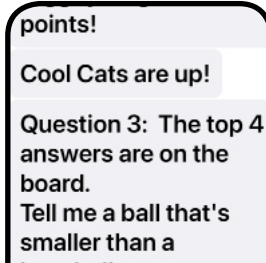 points!
Cool Cats are up!
Question 3: The top 4
answers are on the
board.
Tell me a ball that's
smaller than a